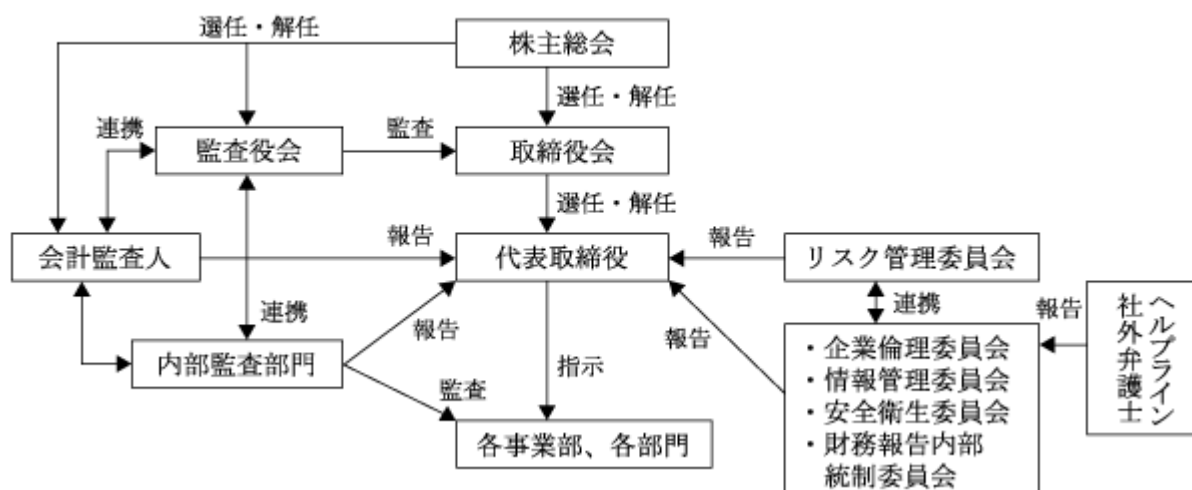 選任・解任
株主総会
選任・解任
連携
監査役会
監査
取締役会
選任・解任
会計監査人
報告
代表取締役
報告
リスク管理委員会
連携
報告
内部監査部門
報告
監査
指示
報告
連携
・企業倫理委員会
・情報管理委員会
・安全衛生委員会
・財務報告内部
統制委員会
ヘルプライン
社外弁護士
各事業部、各部門